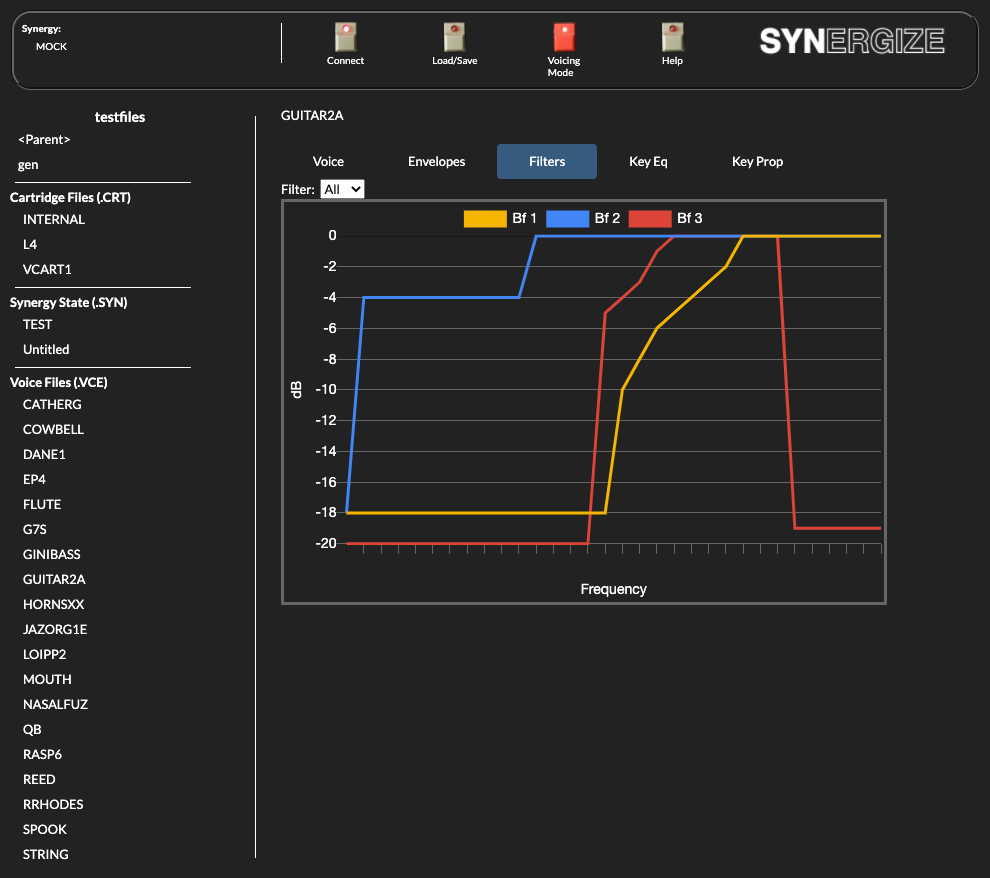 Synergy:
MOCK
Connect
Load/Save
Voicing
Mode
Help
SYNERGIZE
testfiles
<Parent>
gen
Cartridge Files (.CRT)
INTERNAL
L4
VCART1
Synergy State (.SYN)
TEST
Untitled
Voice Files (.VCE)
CATHERG
COWBELL
DANE1
EP4
FLUTE
G7S
GINIBASS
GUITAR2A
HORNSXX
JAZORG1E
LOIPP2
MOUTH
NASALFUZ
QB
RASP6
REED
RRHODES
SPOOK
STRING
GUITAR2A
Voice Envelopes Filters Key Eq Key Prop
Filter: All
Bf 1 Bf 2 Bf 3
0
-2
-4
-6
-8
-10
-12
-14
-16
-18
-20
dB
Frequency